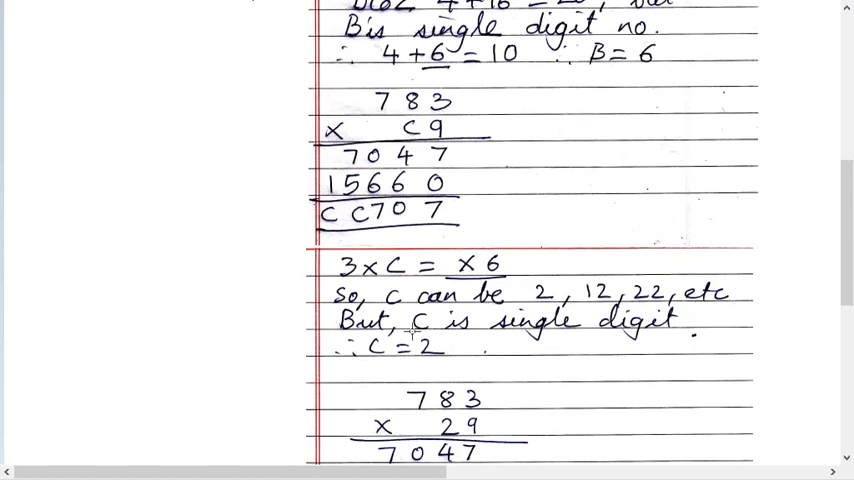 B is single digit no.
∴ 4 + 6 = 10 ∴ B = 6
7 8 3
× C 9
7 0 4 7
1 5 6 6 0
C C 7 0 7
3 × C = × 6
So, C can be 2, 12, 22, etc
But, C is single digit
∴ C = 2
7 8 3
× 2 9
7 0 4 7